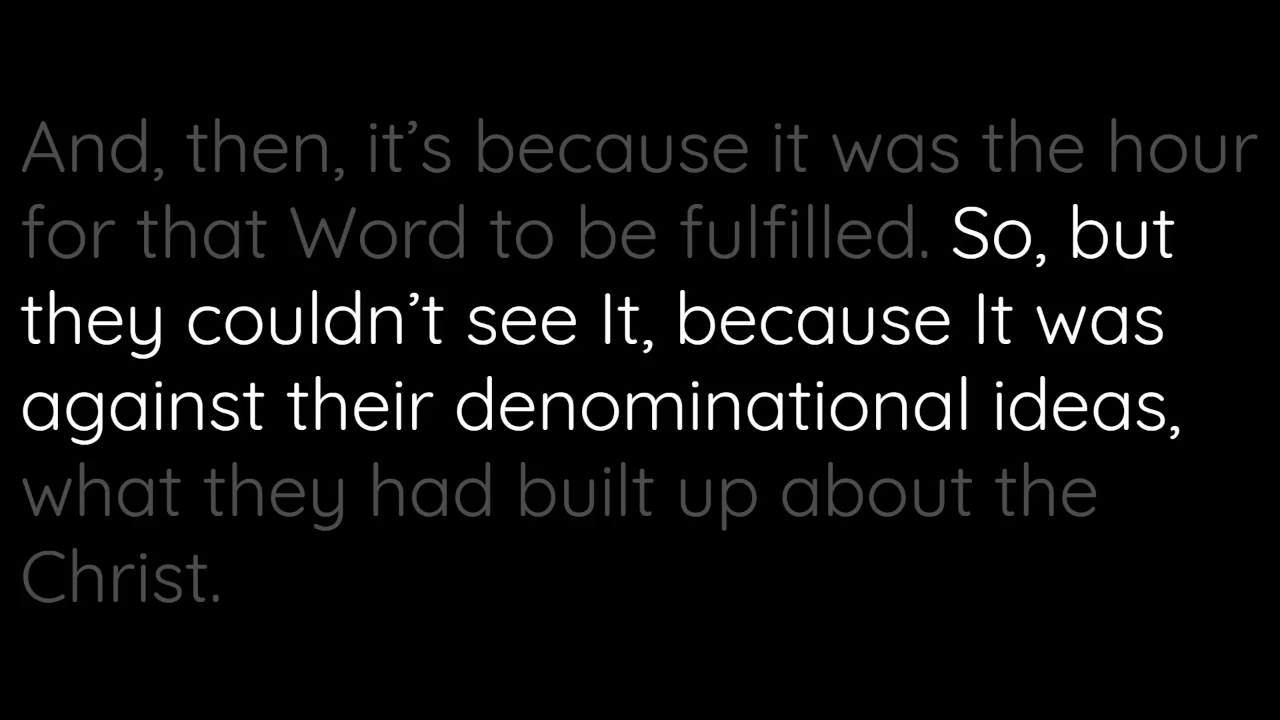 And, then, it’s because it was the hour
for that Word to be fulfilled. So, but
they couldn’t see It, because It was
against their denominational ideas,
what they had built up about the
Christ.